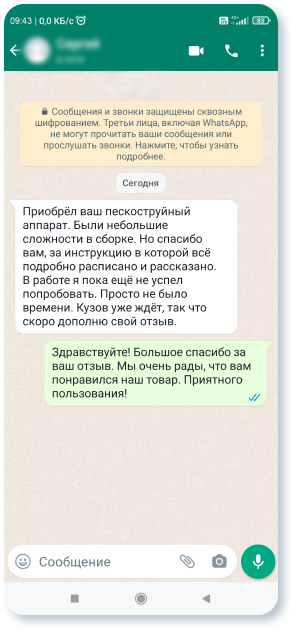 09:43 | 0,0 КБ/с
83
Сообщения и звонки защищены сквозным
шифрованием. Третьи лица, включая WhatsApp,
не могут прочитать ваши сообщения или
прослушать звонки. Нажмите, чтобы узнать
подробнее.
Сегодня
Приобрёл ваш пескоструйный
аппарат. Были небольшие
сложности в сборке. Но спасибо
вам, за инструкцию в которой всё
подробно расписано и рассказано.
В работе я пока ещё не успел
попробовать. Просто не было
времени. Кузов уже ждёт, так что
скоро дополню свой отзыв.
Здравствуйте! Большое спасибо за
ваш отзыв. Мы очень рады, что вам
понравился наш товар. Приятного
пользования!
Сообщение